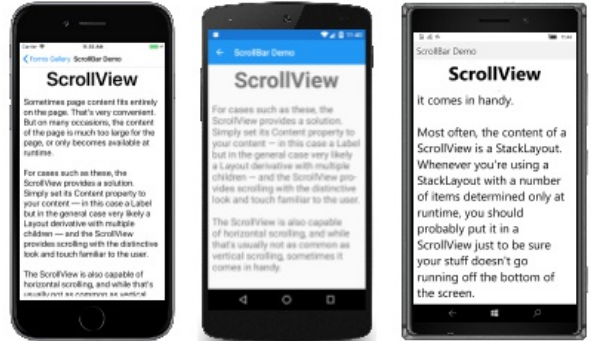 Carrier
9:36 AM
Forms Gallery ScrollBar Demo
ScrollView
Sometimes page content fits entirely
on the page. That's very convenient.
But on many occasions, the content
of the page is much too large for the
page, or only becomes available at
runtime.
For cases such as these, the
ScrollView provides a solution.
Simply set its Content property to
your content — in this case a Label
but in the general case very likely a
Layout derivative with multiple
children — and the ScrollView
provides scrolling with the distinctive
look and touch familiar to the user.
The ScrollView is also capable of
horizontal scrolling, and while that's
usually not as common as vertical
ScrollBar Demo
ScrollView
For cases such as these, the
ScrollView provides a solution.
Simply set its Content property to
your content — in this case a Label
but in the general case very likely
a Layout derivative with multiple
children — and the ScrollView pro-
vides scrolling with the distinctive
look and touch familiar to the user.
The ScrollView is also capable
of horizontal scrolling, and while
that's usually not as common as
vertical scrolling, sometimes it
comes in handy.
ScrollBar Demo
ScrollView
it comes in handy.
Most often, the content of a
ScrollView is a StackLayout.
Whenever you're using a
StackLayout with a number
of items determined only at
runtime, you should
probably put it in a
ScrollView just to be sure
your stuff doesn't go
running off the bottom of
the screen.